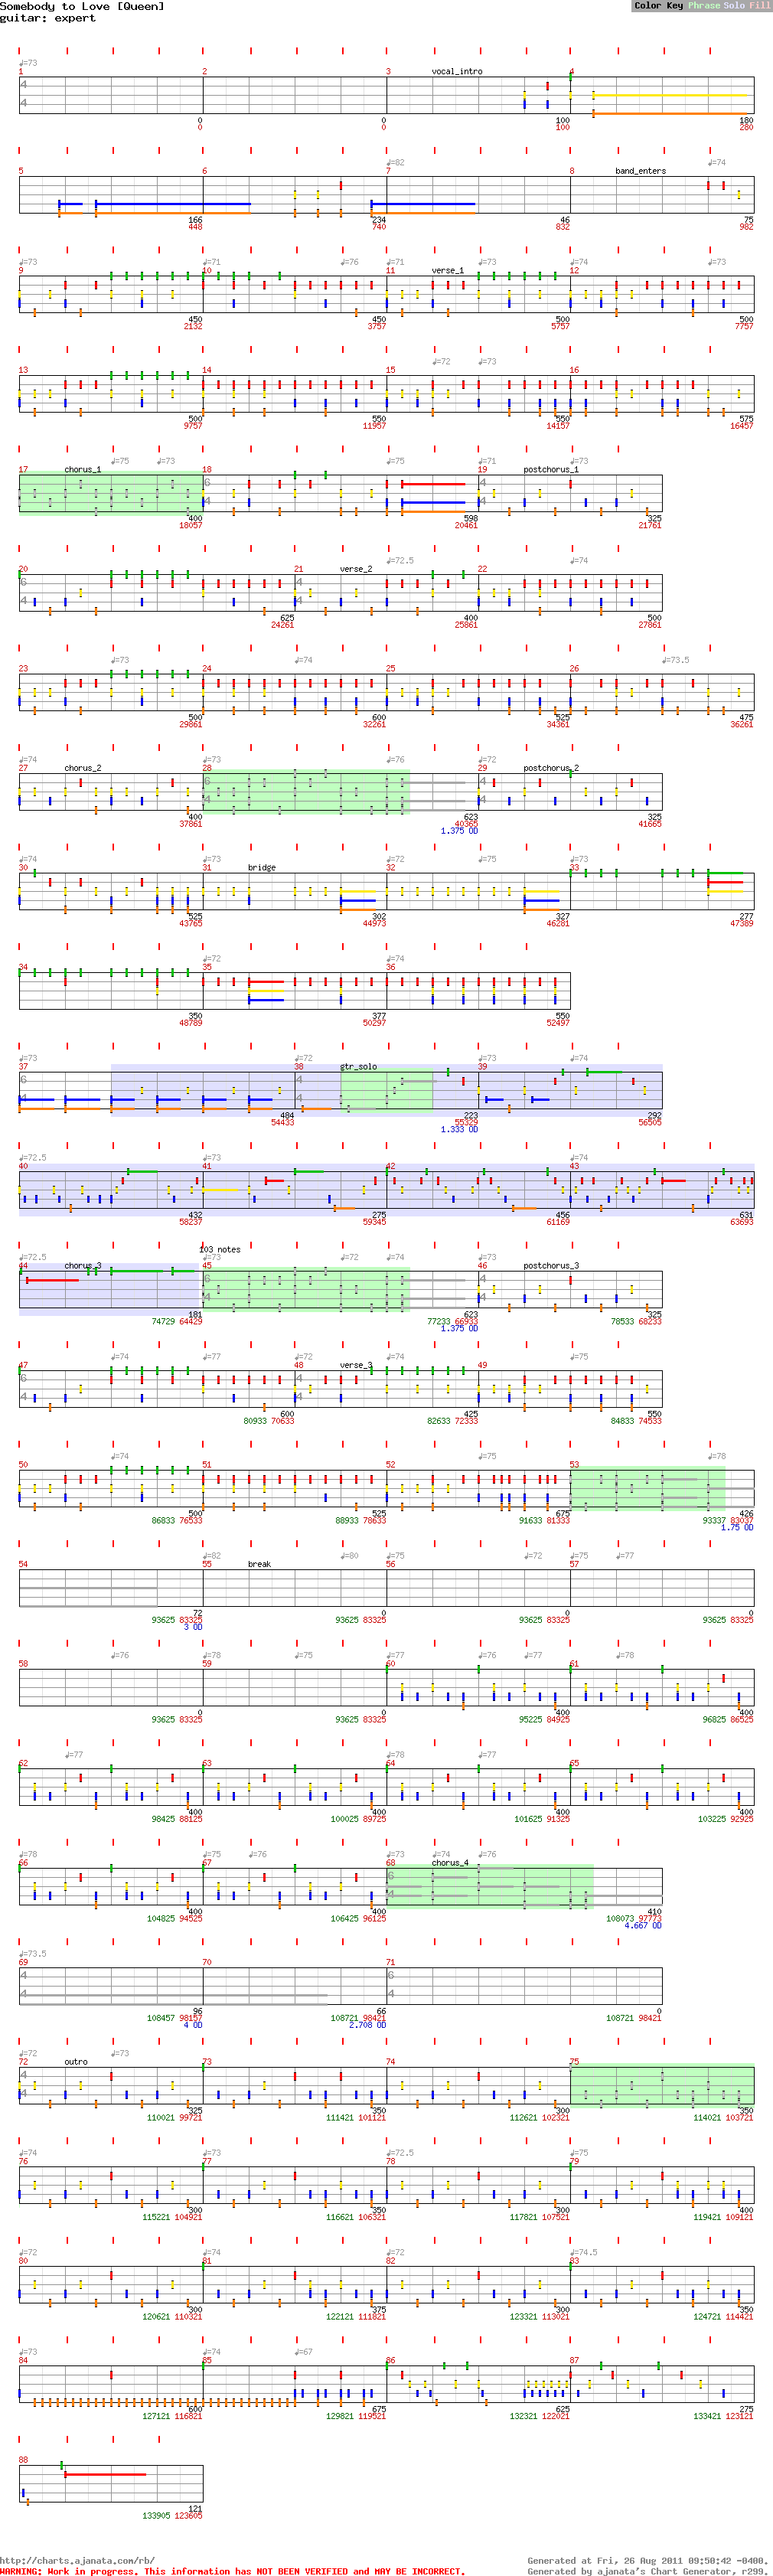 Somebody to Love [Queen]
Color Key Phrase Solo Fill
guitar: expert
♩=73
1 2 3 vocal_intro 4
0 0 100 180
0 0 100 280
♩=82 ♩=74
5 6 7 8 band_enters
166 234 46 75
448 740 832 982
♩=73 ♩=71 ♩=76 ♩=71 ♩=73 ♩=74 ♩=73
9 10 11 verse_1 12
450 450 500 500
2132 3757 5757 7757
♩=72 ♩=73
13 14 15 16
500 550 550 575
9757 11957 14157 16457
♩=75 ♩=73 ♩=75 ♩=71 ♩=73
17 chorus_1 18 19 postchorus_1
400 598 325
18057 20461 21761
♩=72.5 ♩=74
20 21 verse_2 22
625 400 500
24261 25861 27861
♩=73 ♩=74 ♩=73.5
23 24 25 26
500 600 525 475
29861 32261 34361 36261
♩=74 ♩=73 ♩=76 ♩=72
27 chorus_2 28 29 postchorus_2
400 623 325
37861 40365 41665
1.375 OD
♩=74 ♩=73 ♩=72 ♩=75 ♩=73
30 31 bridge 32 33
525 302 327 277
43765 44973 46281 47389
♩=72 ♩=74
34 35 36
350 377 550
48789 50297 52497
♩=73 ♩=72 ♩=73 ♩=74
37 38 gtr_solo 39
484 223 292
54433 55329 56505
1.333 OD
♩=72.5 ♩=73 ♩=74
40 41 42 43
432 275 456 631
58237 59345 61169 63693
103 notes
♩=72.5 ♩=73 ♩=72 ♩=74 ♩=73
44 chorus_3 45 46 postchorus_3
181 623 325
74729 64429 77233 66933 78533 68233
1.375 OD
♩=74 ♩=77 ♩=72 ♩=74 ♩=75
47 48 verse_3 49
600 425 550
80933 70633 82633 72333 84833 74533
♩=74 ♩=75 ♩=78
50 51 52 53
500 525 675 426
86833 76533 88933 78633 91633 81333 93337 83037
1.75 OD
♩=82 ♩=80 ♩=75 ♩=72 ♩=75 ♩=77
54 55 break 56 57
72 0 0 0
93625 83325 93625 83325 93625 83325 93625 83325
3 OD
♩=76 ♩=78 ♩=75 ♩=77 ♩=76 ♩=77 ♩=78
58 59 60 61
0 0 400 400
93625 83325 93625 83325 95225 84925 96825 86525
♩=77 ♩=78 ♩=77
62 63 64 65
400 400 400 400
98425 88125 100025 89725 101625 91325 103225 92925
♩=78 ♩=75 ♩=76 ♩=73 ♩=74 ♩=76
66 67 68 chorus_4
400 400 410
104825 94525 106425 96125 108073 97773
4.667 OD
♩=73.5
69 70 71
96 66 0
108457 98157 108721 98421 108721 98421
4 OD 2.708 OD
♩=72 ♩=73
72 outro 73 74 75
325 350 300 350
110021 99721 111421 101121 112621 102321 114021 103721
♩=74 ♩=73 ♩=72.5 ♩=75
76 77 78 79
300 350 300 400
115221 104921 116621 106321 117821 107521 119421 109121
♩=72 ♩=74 ♩=72 ♩=74.5
80 81 82 83
300 375 300 350
120621 110321 122121 111821 123321 113021 124721 114421
♩=73 ♩=74 ♩=67
84 85 86 87
600 675 625 275
127121 116821 129821 119521 132321 122021 133421 123121
88
121
133905 123605
http://charts.ajanata.com/rb/
Generated at Fri, 26 Aug 2011 09:50:42 -0400.
WARNING: Work in progress. This information has NOT BEEN VERIFIED and MAY BE INCORRECT.
Generated by ajanata's Chart Generator, r299.